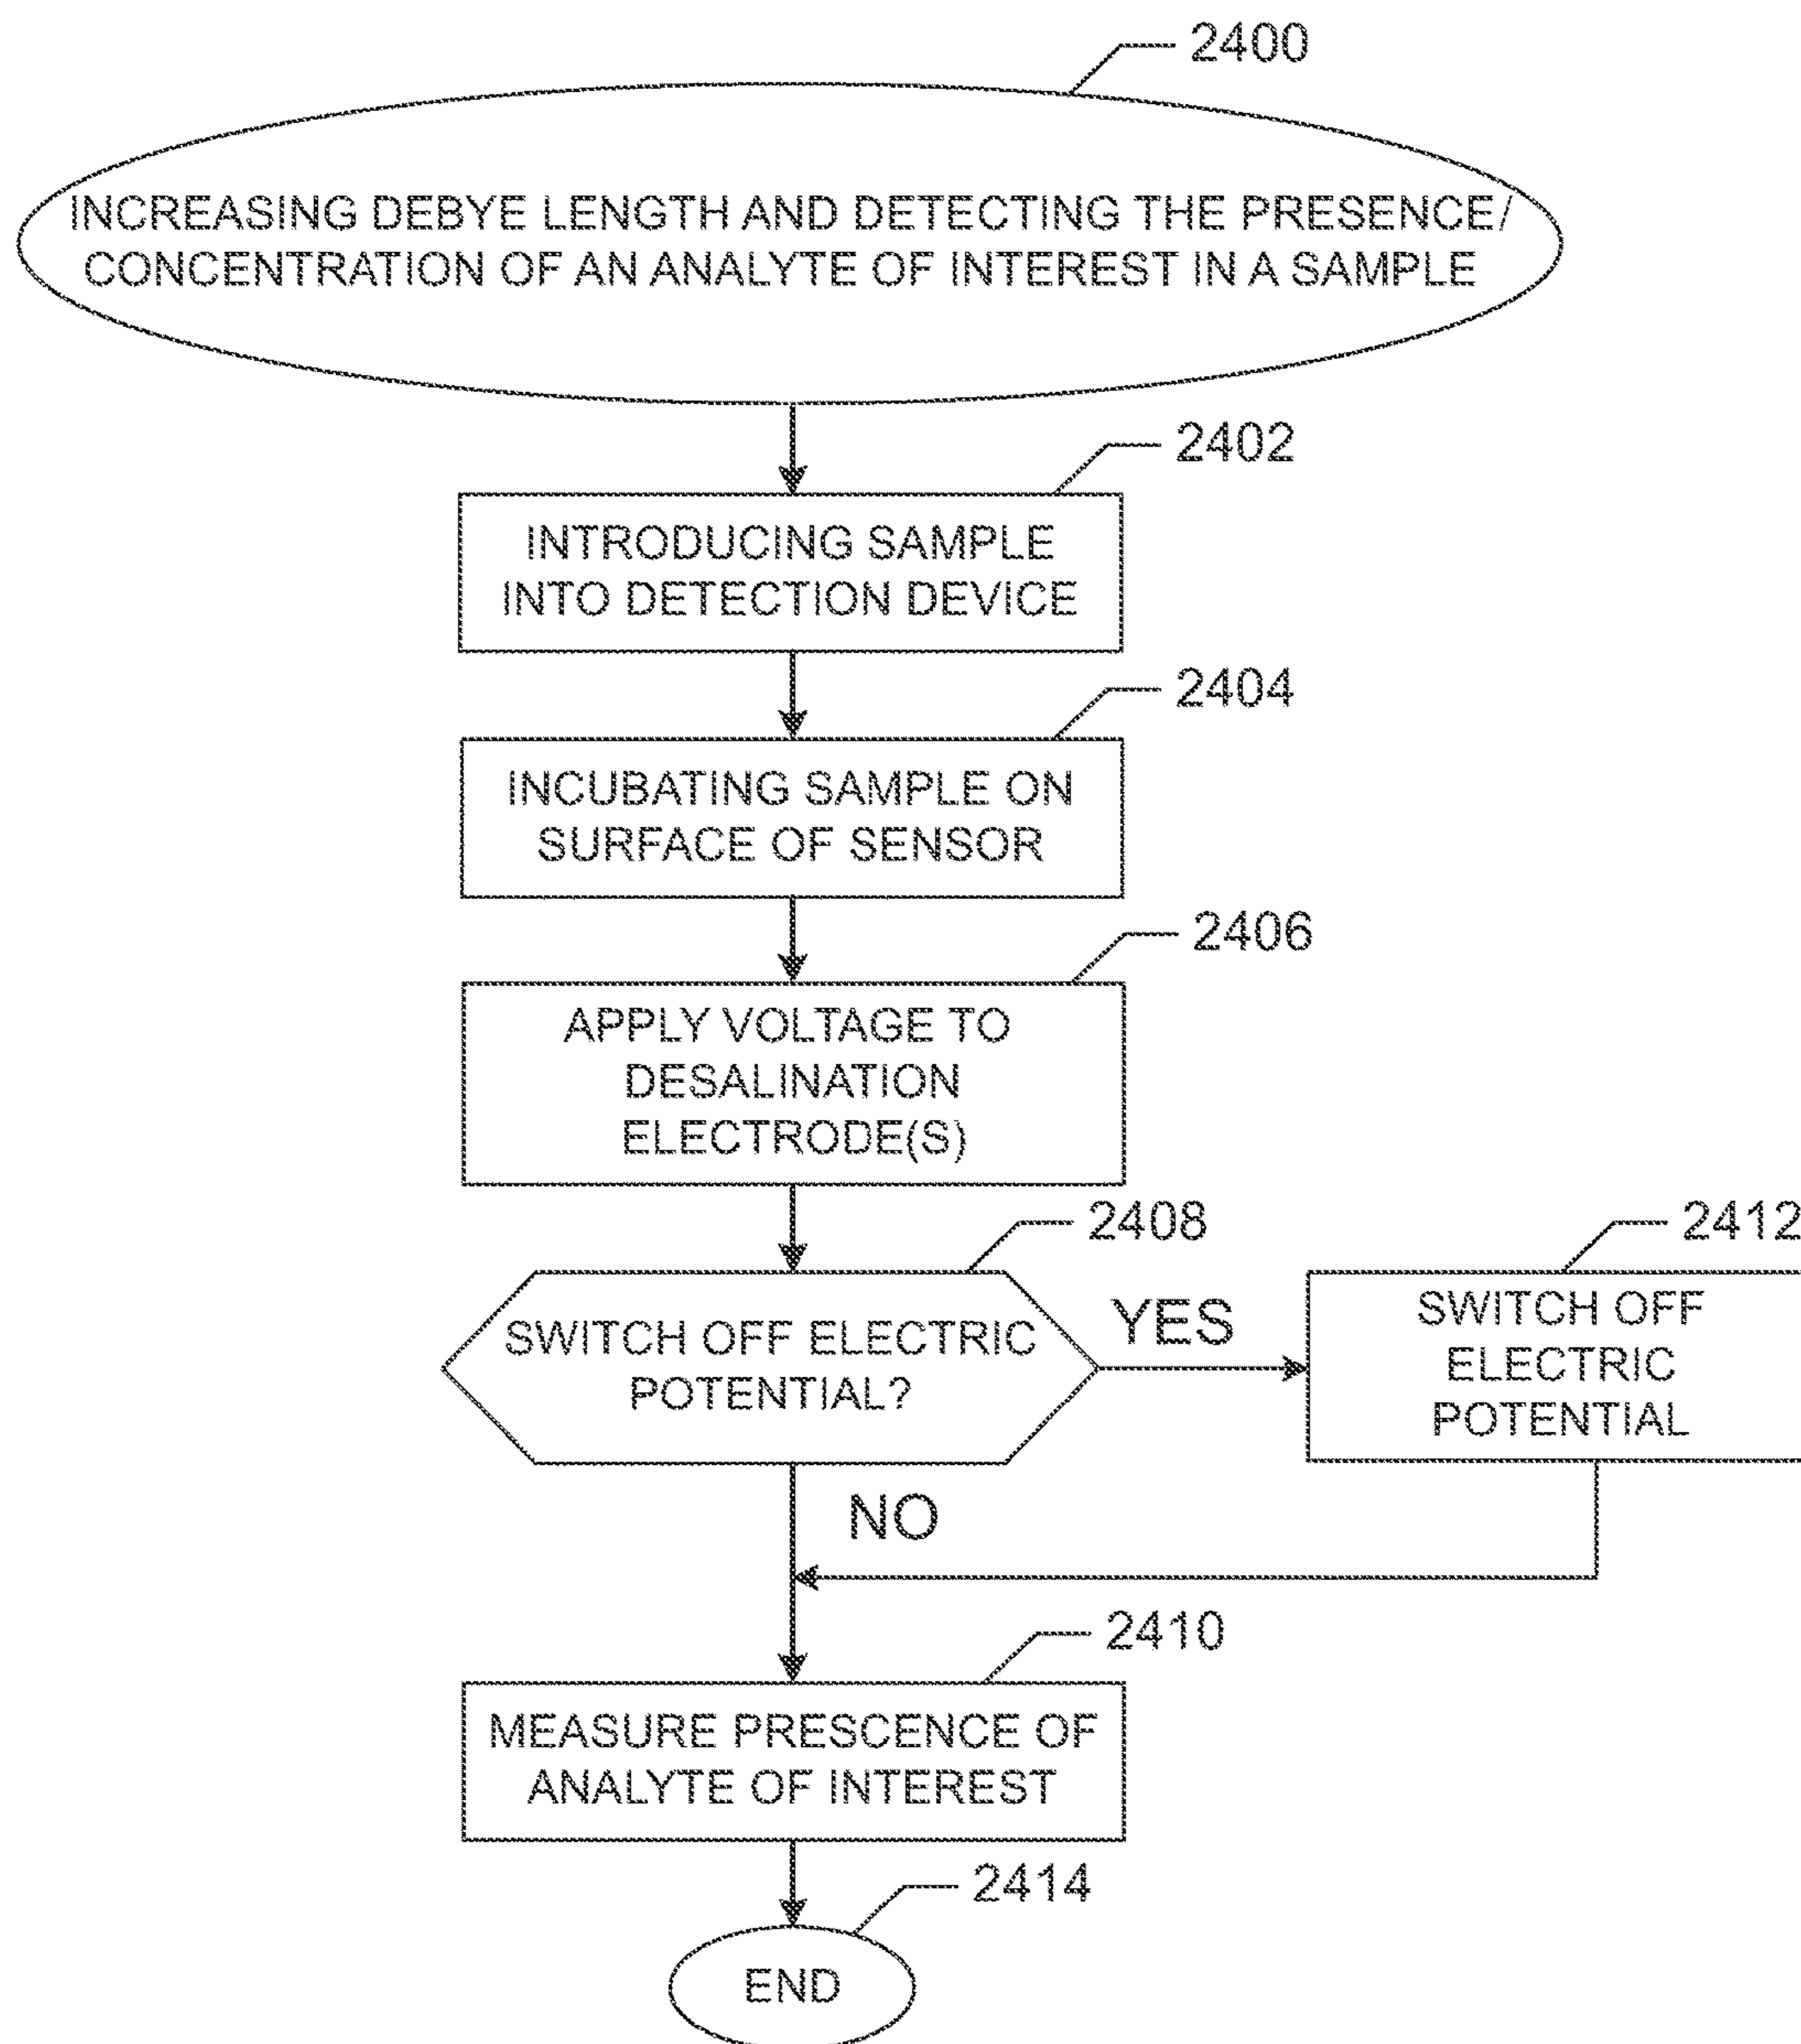 2400
INCREASING DEBYE LENGTH AND DETECTING THE PRESENCE/
CONCENTRATION OF AN ANALYTE OF INTEREST IN A SAMPLE
2402
INTRODUCING SAMPLE
INTO DETECTION DEVICE
2404
INCUBATING SAMPLE ON
SURFACE OF SENSOR
2406
APPLY VOLTAGE TO
DESALINATION
ELECTRODE(S)
2408
SWITCH OFF ELECTRIC
POTENTIAL?
YES
2412
SWITCH OFF
ELECTRIC
POTENTIAL
NO
2410
MEASURE PRESCENCE OF
ANALYTE OF INTEREST
2414
END